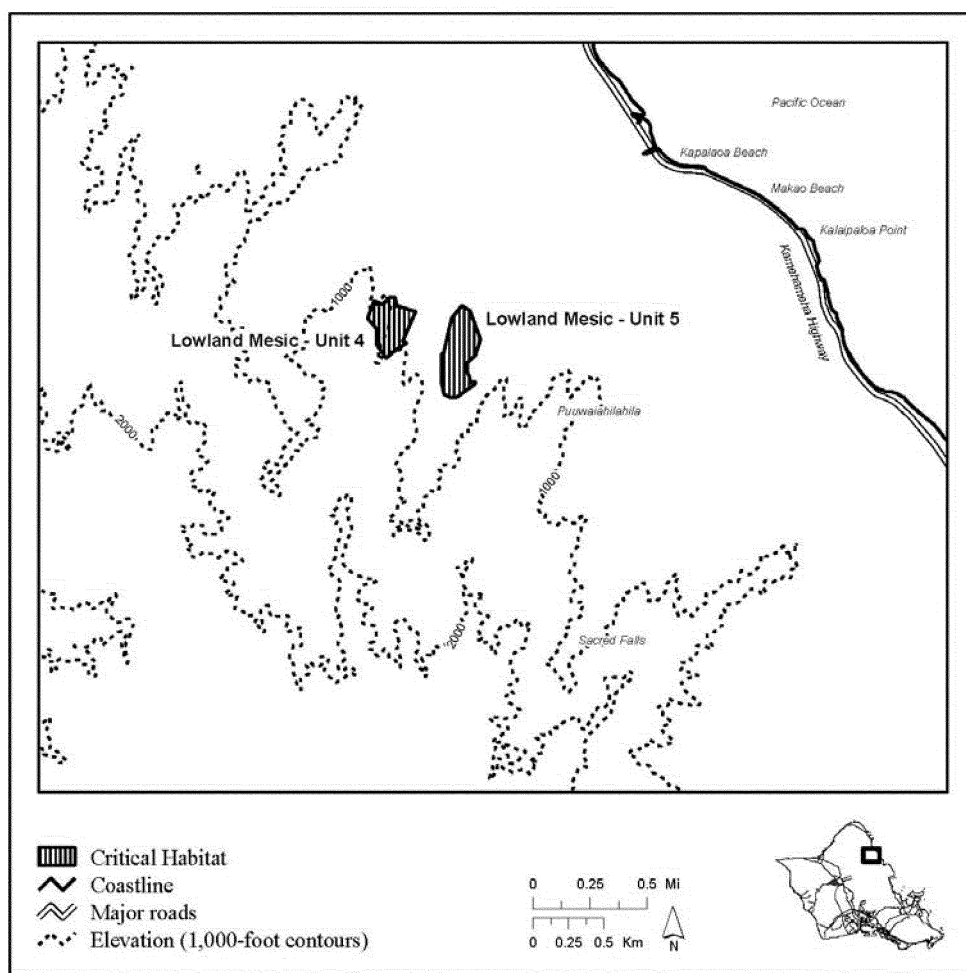 Pacific Ocean
Kapalaoa Beach
Makao Beach
Kalaipaloa Point
Kamehameha Highway
1000
Lowland Mesic - Unit 4
Lowland Mesic - Unit 5
Puuwaiahilahila
2000
1000
2000
Sacred Falls
Critical Habitat
Coastline
Major roads
Elevation (1,000-foot contours)
0 0.25 0.5 Mi
0 0.25 0.5 Km
N